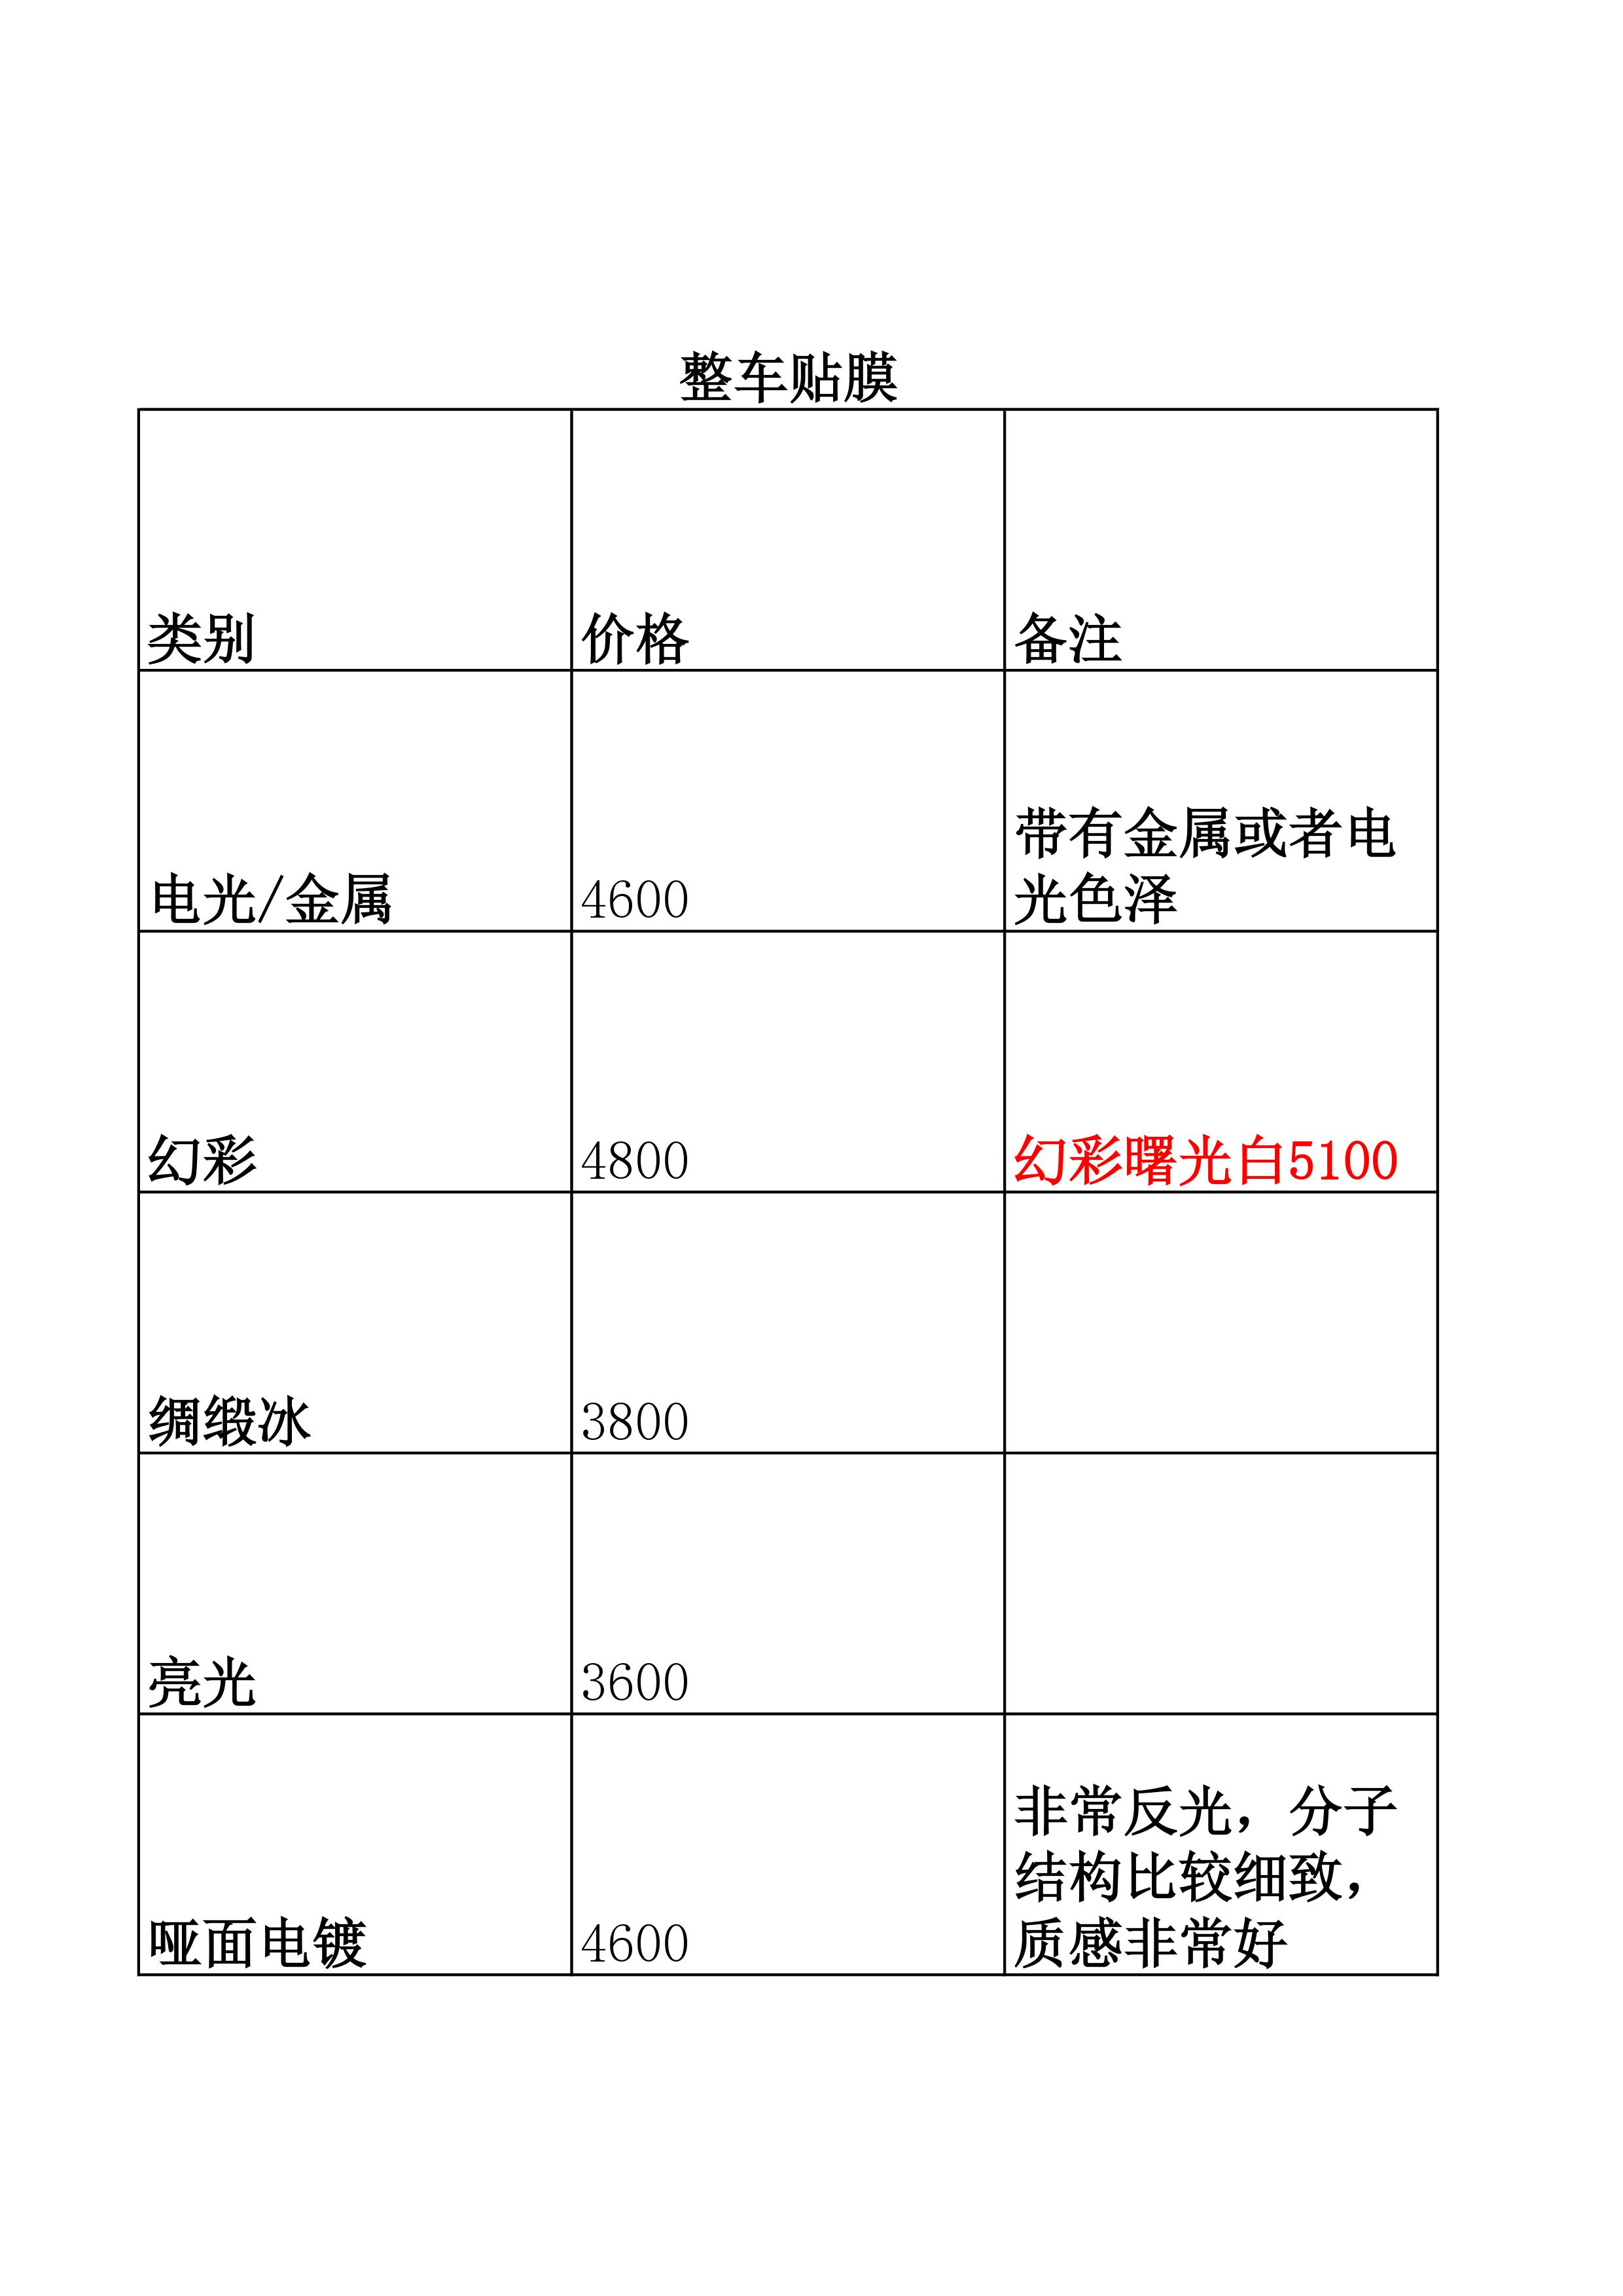 整车贴膜
类别 价格 备注
带有金属或者电
电光/金属 4600 光色泽
幻彩 4800 幻彩曙光白5100
绸缎冰 3800
亮光 3600
非常反光，分子
结构比较细致，
哑面电镀 4600 质感非常好